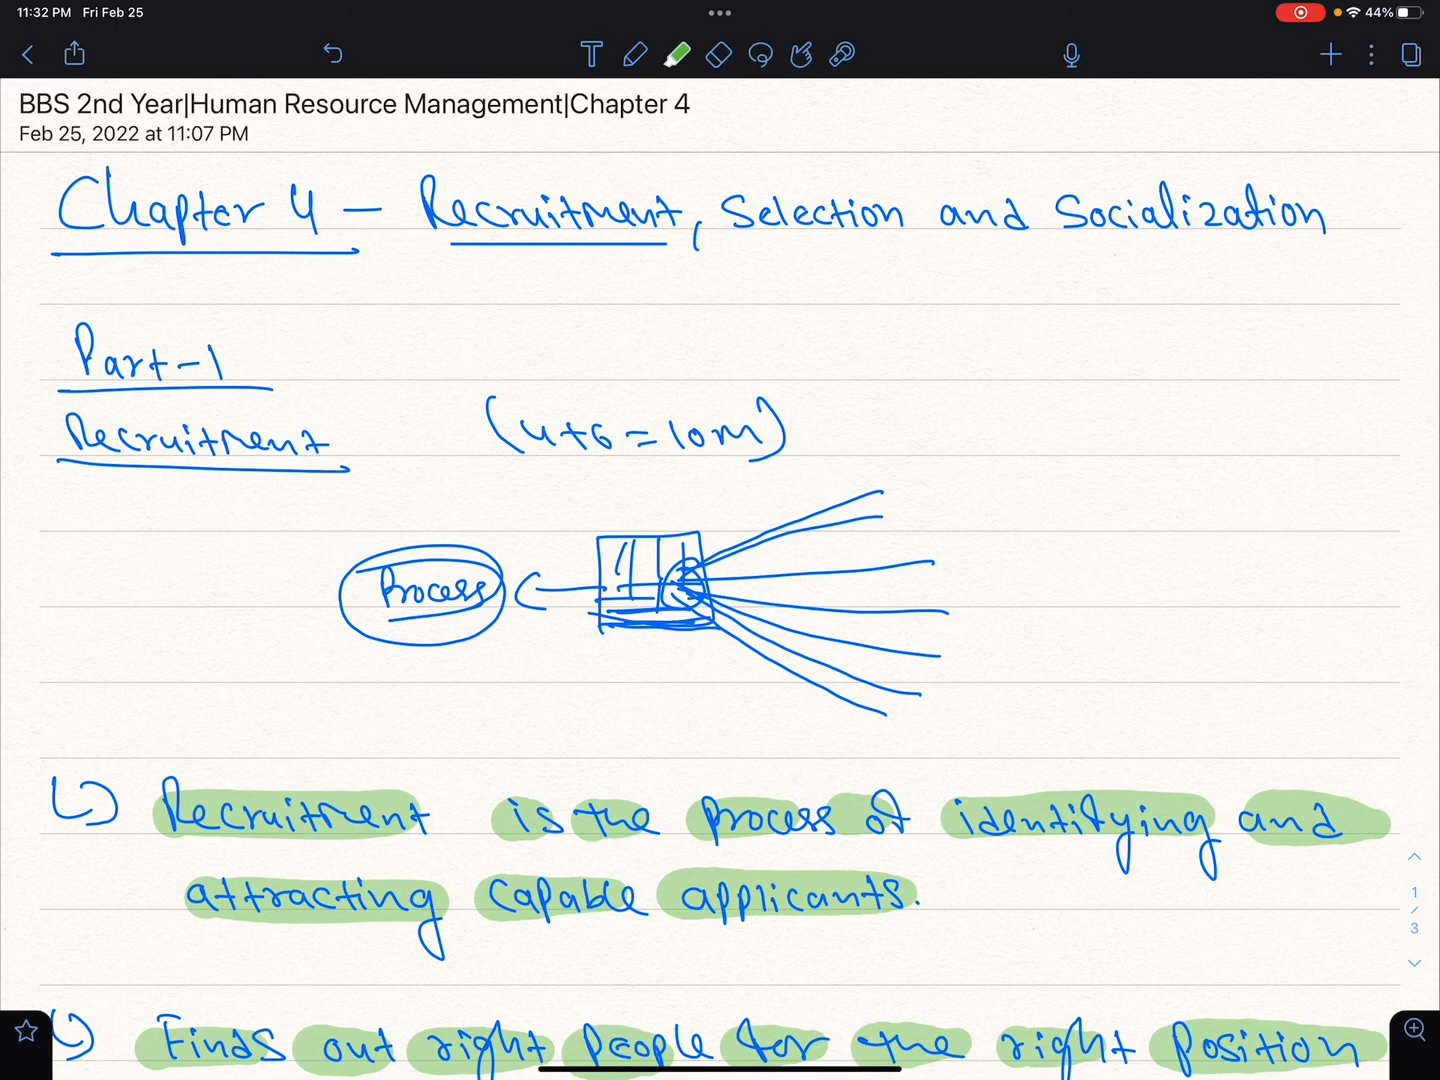 11:32 PM Fri Feb 25
44%
BBS 2nd Year|Human Resource Management|Chapter 4
Feb 25, 2022 at 11:07 PM
Chapter 4 - Recruitment, Selection and Socialization
Part-1
Recruitment (4+6=10m)
Process
Recruitment is the process of identifying and
attracting capable applicants.
1
/
3
Finds out right people for the right position